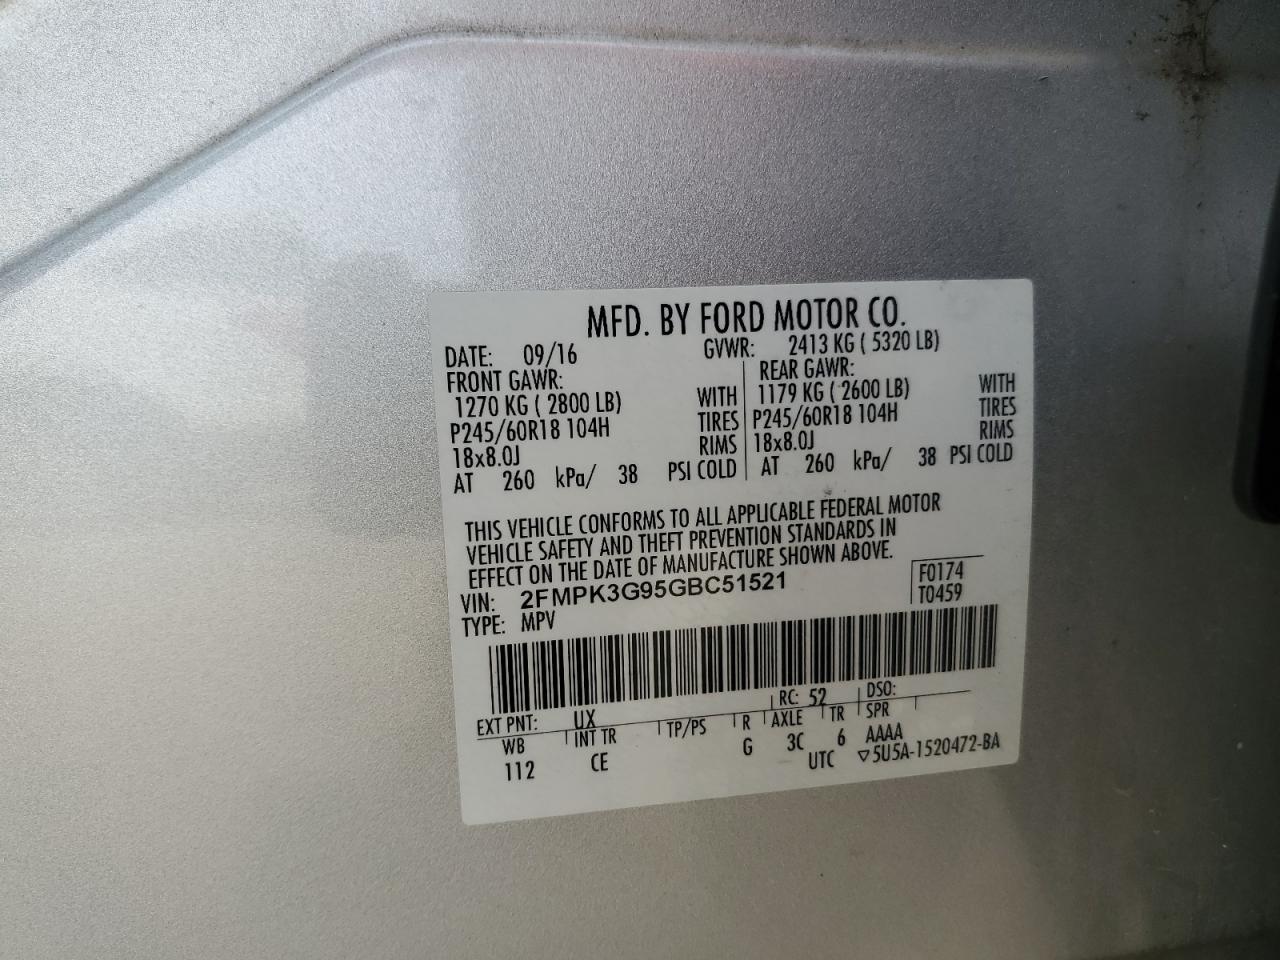 MFD. BY FORD MOTOR CO.
DATE: 09/16 GVWR: 2413 KG ( 5320 LB)
FRONT GAWR: REAR GAWR:
1270 KG ( 2800 LB) WITH 1179 KG ( 2600 LB) WITH
P245/60R18 104H TIRES P245/60R18 104H TIRES
18x8.0J RIMS 18x8.0J RIMS
AT 260 kPa/ 38 PSI COLD AT 260 kPa/ 38 PSI COLD
THIS VEHICLE CONFORMS TO ALL APPLICABLE FEDERAL MOTOR
VEHICLE SAFETY AND THEFT PREVENTION STANDARDS IN
EFFECT ON THE DATE OF MANUFACTURE SHOWN ABOVE.
VIN: 2FMPK3G95GBC51521 F0174
TYPE: MPV T0459
EXT PNT: UX RC: 52 DSO:
WB INT TR TP/PS R AXLE TR SPR
112 CE G 3C 6 AAAA
UTC ▽5U5A-1520472-BA